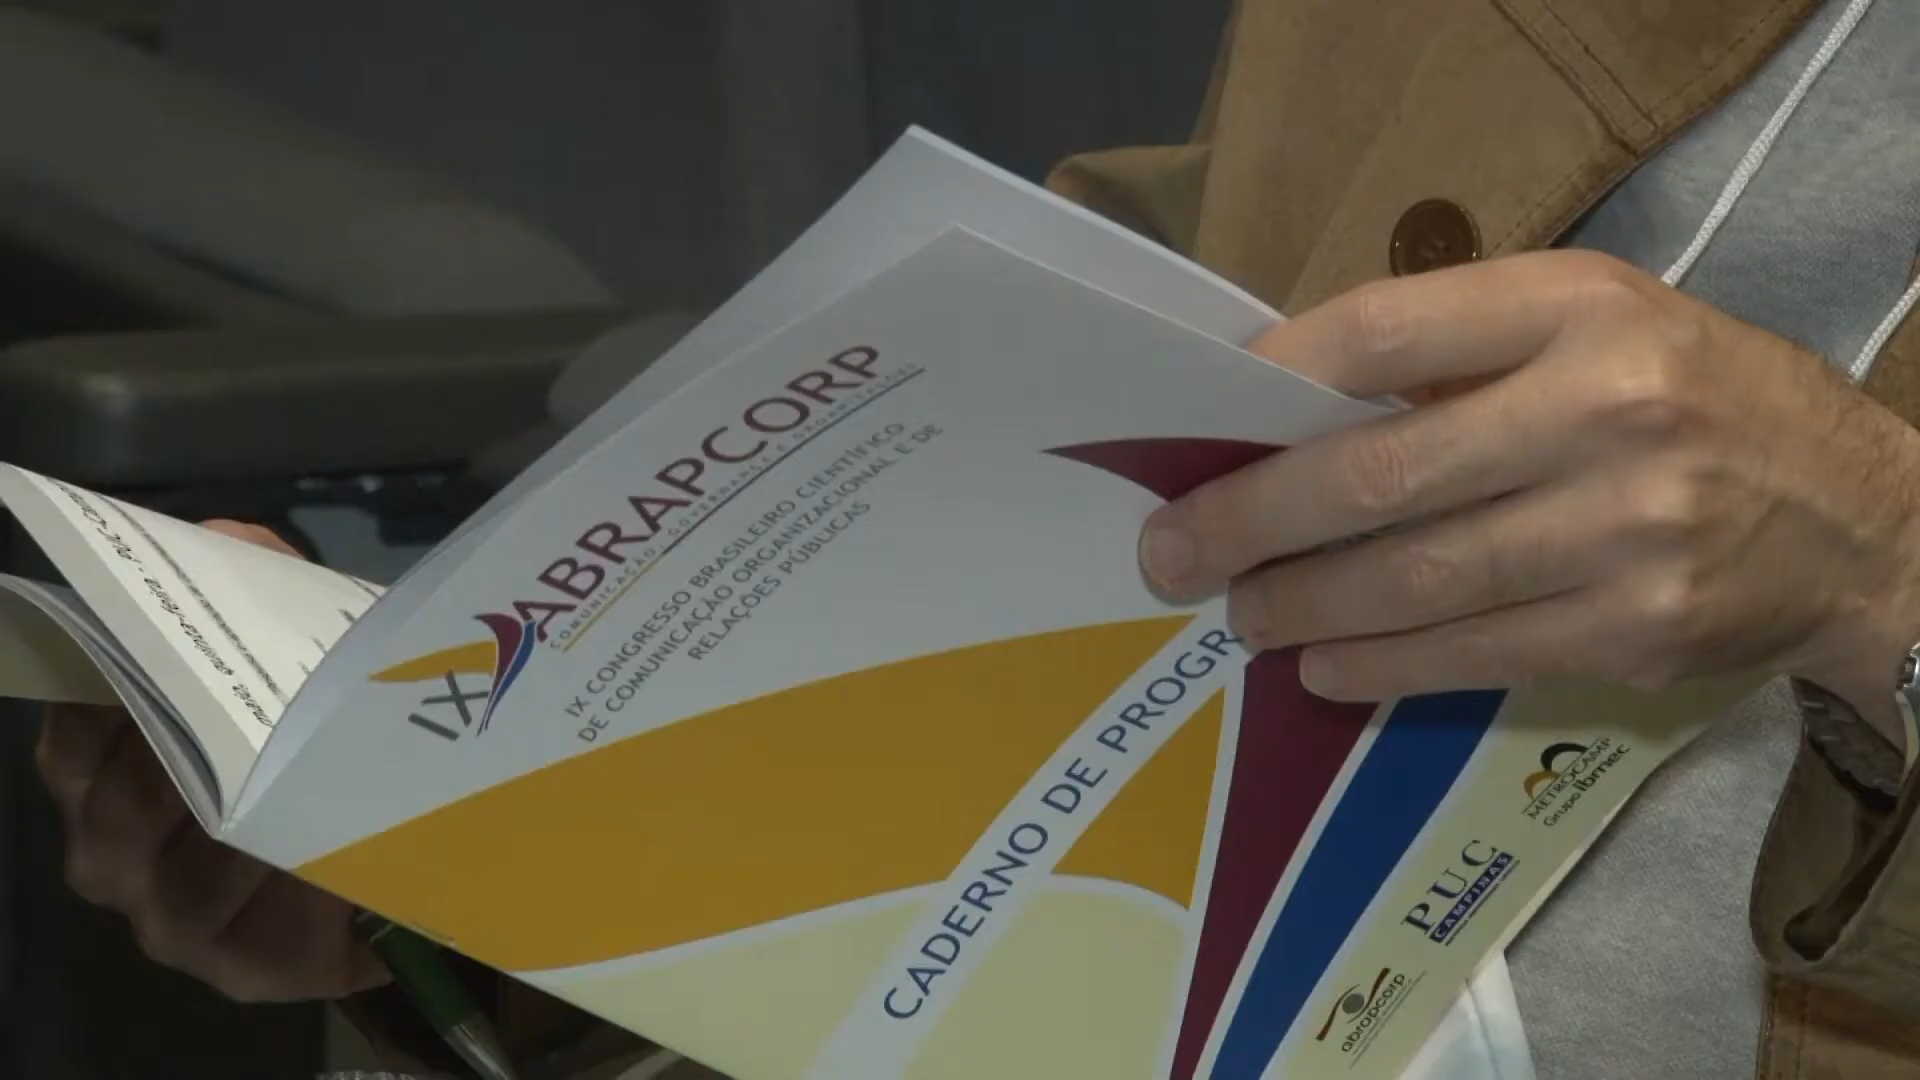 IX ABRAPCORP
COMUNICAÇÃO, GOVERNANÇA E ORGANIZAÇÕES
IX CONGRESSO BRASILEIRO CIENTÍFICO
DE COMUNICAÇÃO ORGANIZACIONAL E DE
RELAÇÕES PÚBLICAS
CADERNO DE PROGR
METROCAMP
Grupo Ibmec
PUC
CAMPINAS
abrapcorp